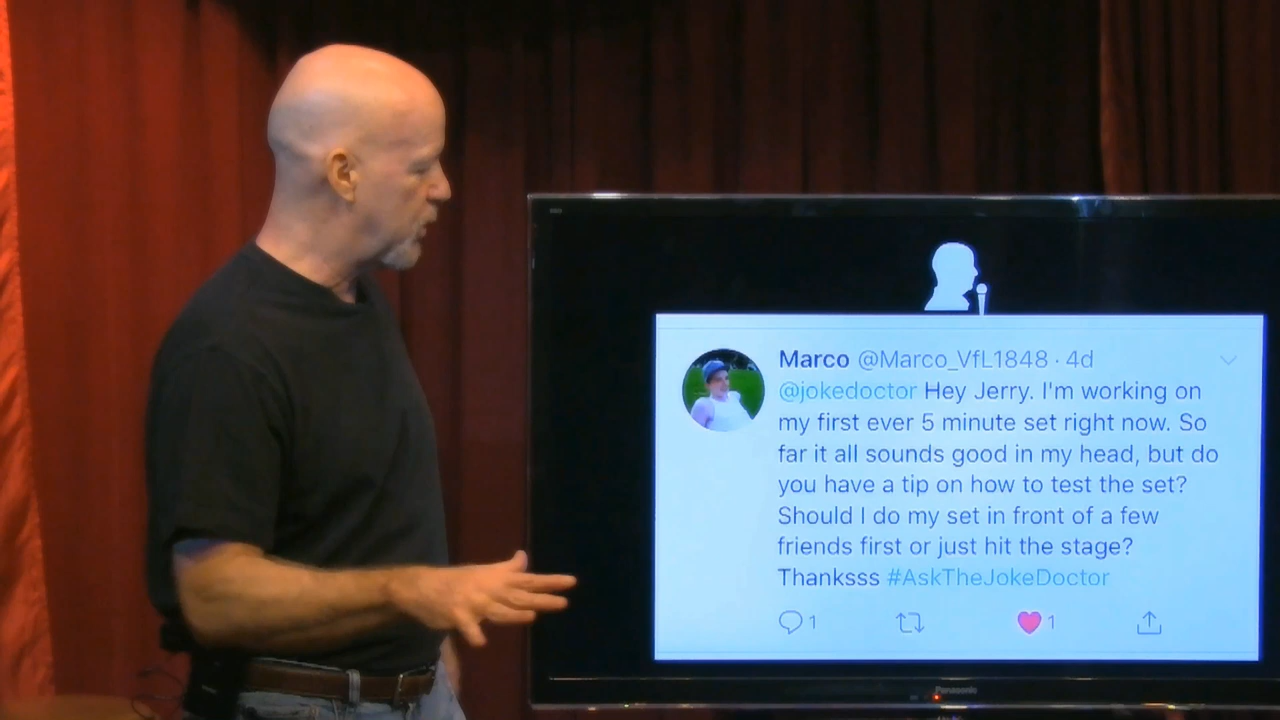 Marco @Marco_VfL1848 · 4d
@jokedoctor Hey Jerry. I'm working on
my first ever 5 minute set right now. So
far it all sounds good in my head, but do
you have a tip on how to test the set?
Should I do my set in front of a few
friends first or just hit the stage?
Thanksss #AskTheJokeDoctor
1 1
Panasonic